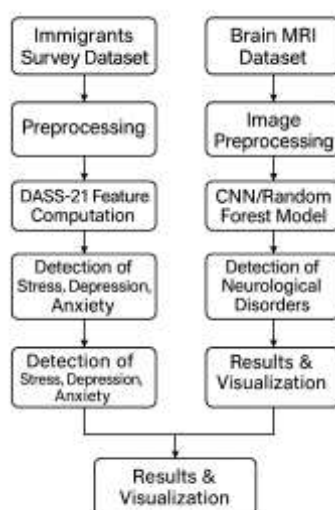 Immigrants
Survey Dataset
Preprocessing
DASS-21 Feature
Computation
Detection of
Stress, Depression,
Anxiety
Detection of
Stress, Depression,
Anxiety
Brain MRI
Dataset
Image
Preprocessing
CNN/Random
Forest Model
Detection of
Neurological
Disorders
Results &
Visualization
Results &
Visualization